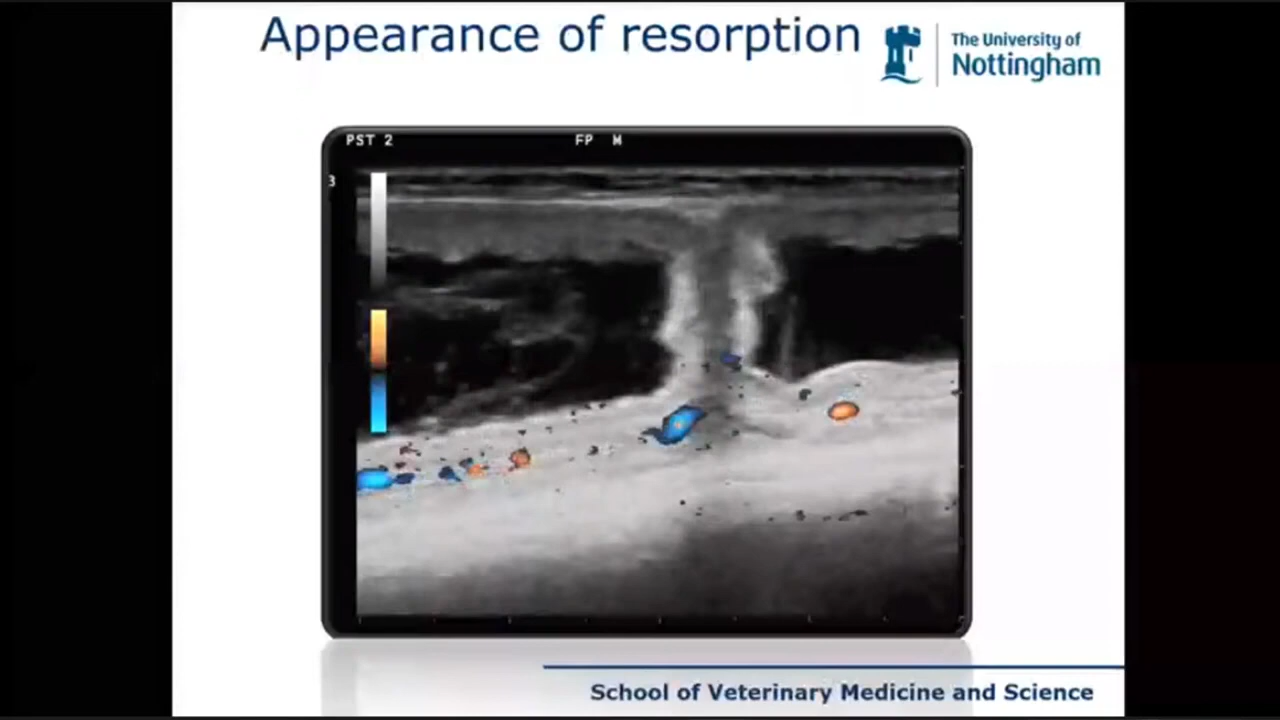 Appearance of resorption
The University of
Nottingham
PST 2 FP M
3
School of Veterinary Medicine and Science